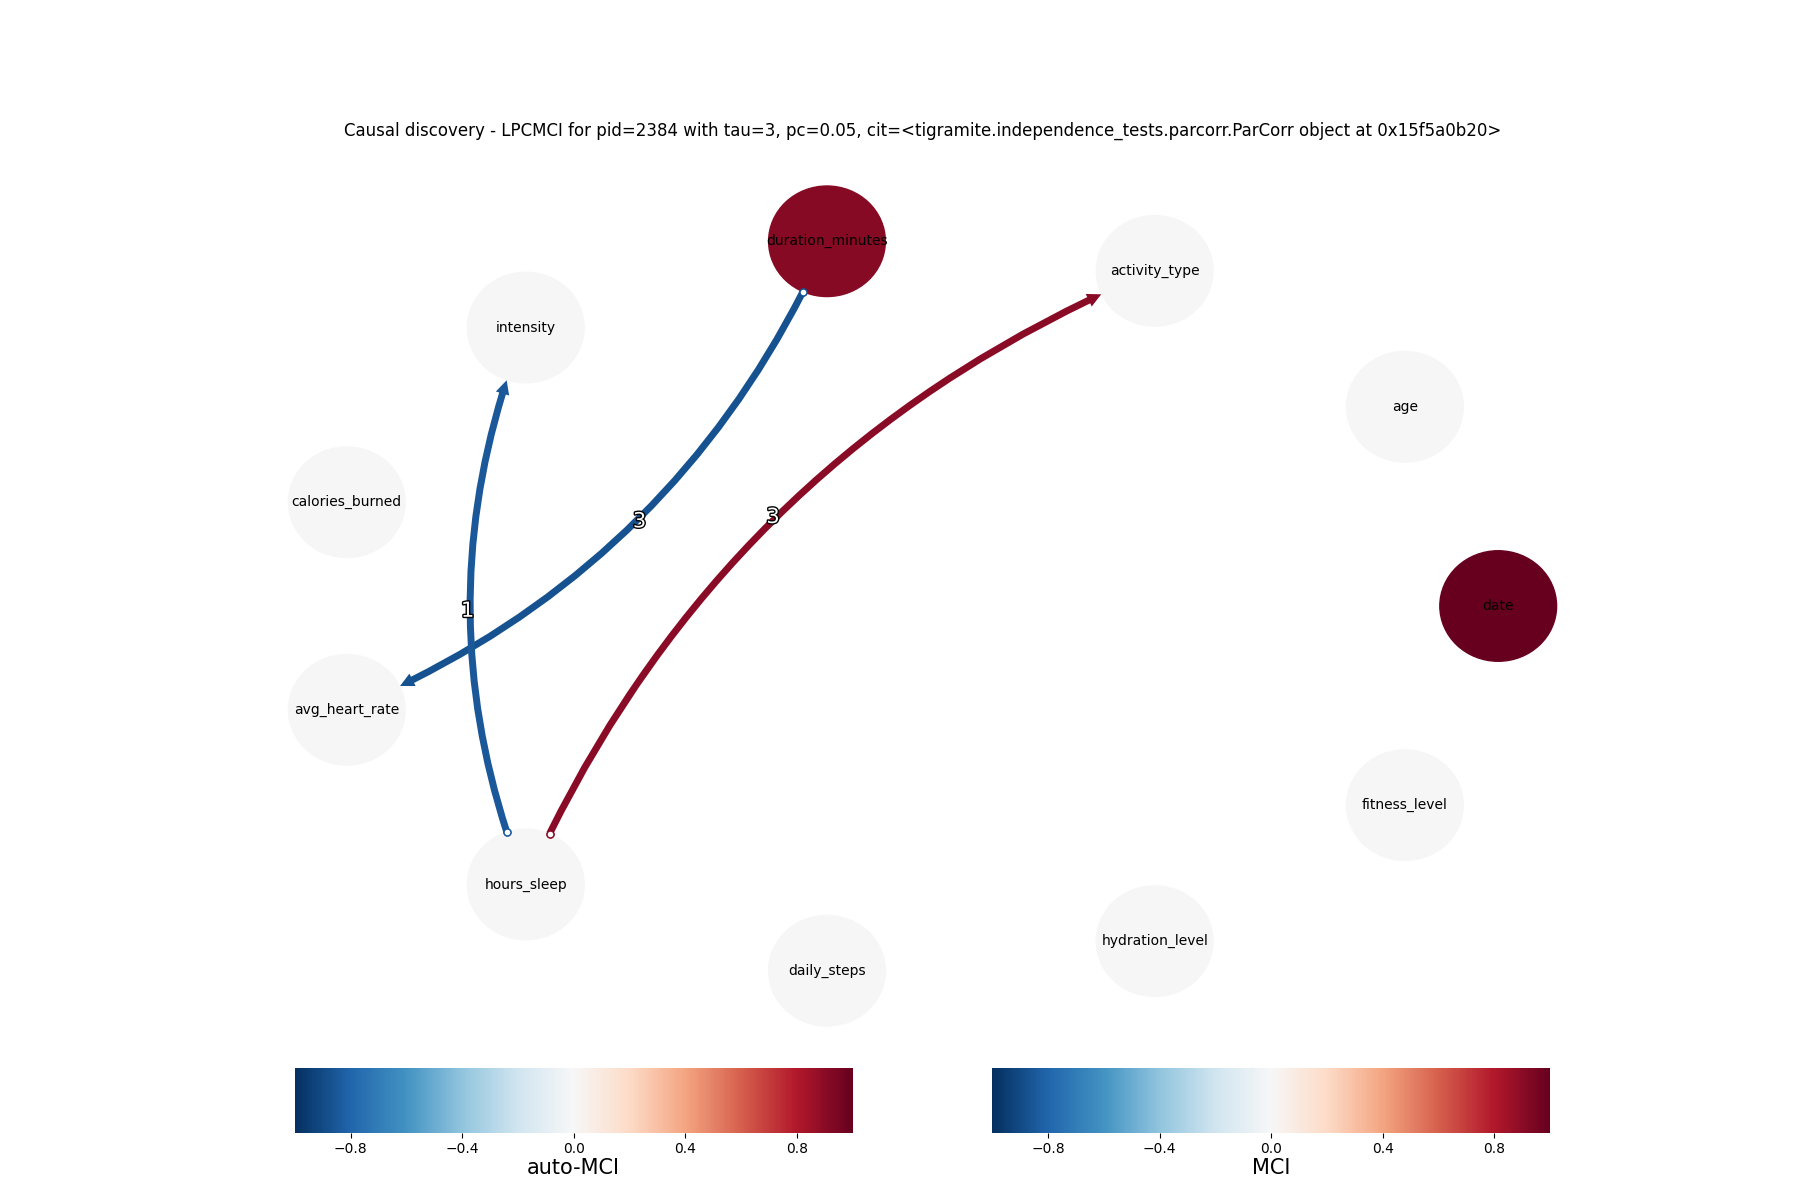 Causal discovery - LPCMCI for pid=2384 with tau=3, pc=0.05, cit=<tigramite.independence_tests.parcorr.ParCorr object at 0x15f5a0b20>
duration_minutes
activity_type
intensity
age
calories_burned
3
3
date
1
avg_heart_rate
fitness_level
hours_sleep
hydration_level
daily_steps
−0.8 −0.4 0.0 0.4 0.8
auto-MCI
−0.8 −0.4 0.0 0.4 0.8
MCI